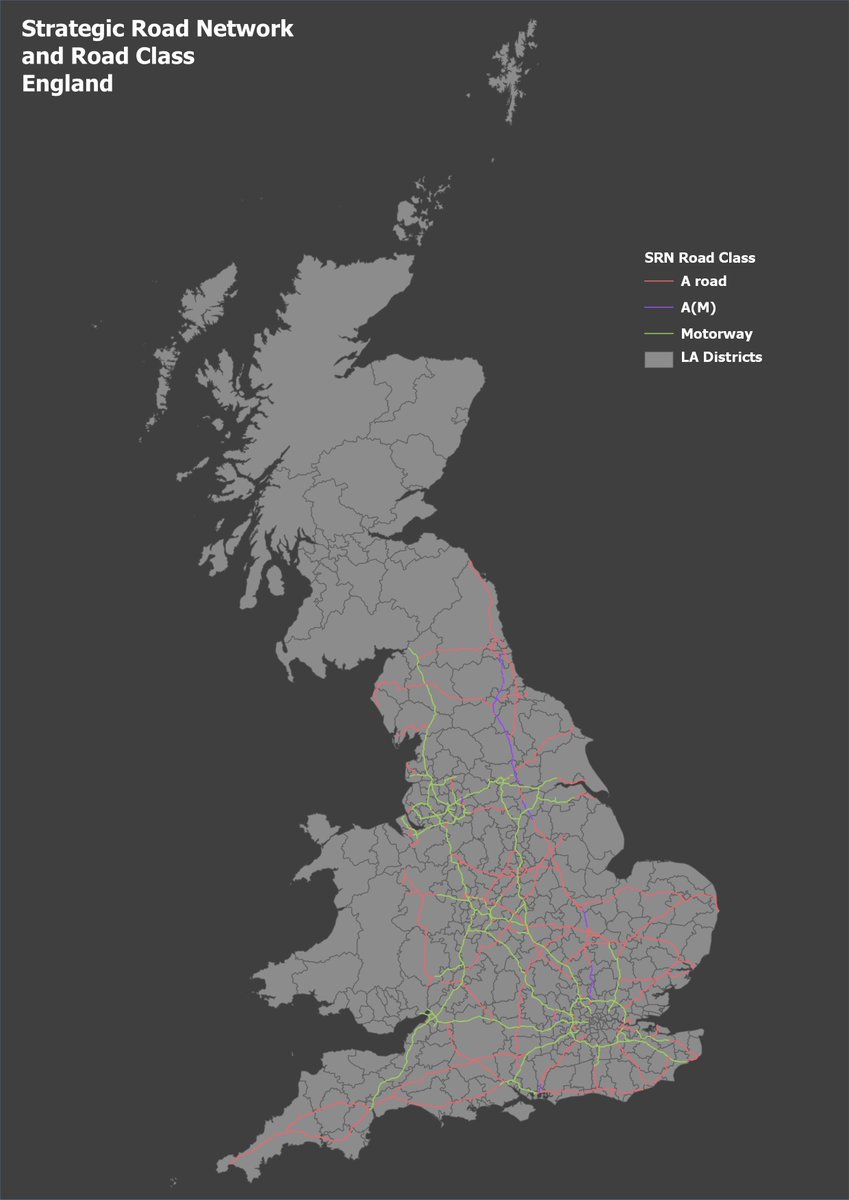 Strategic Road Network
and Road Class
England
SRN Road Class
A road
A(M)
Motorway
LA Districts